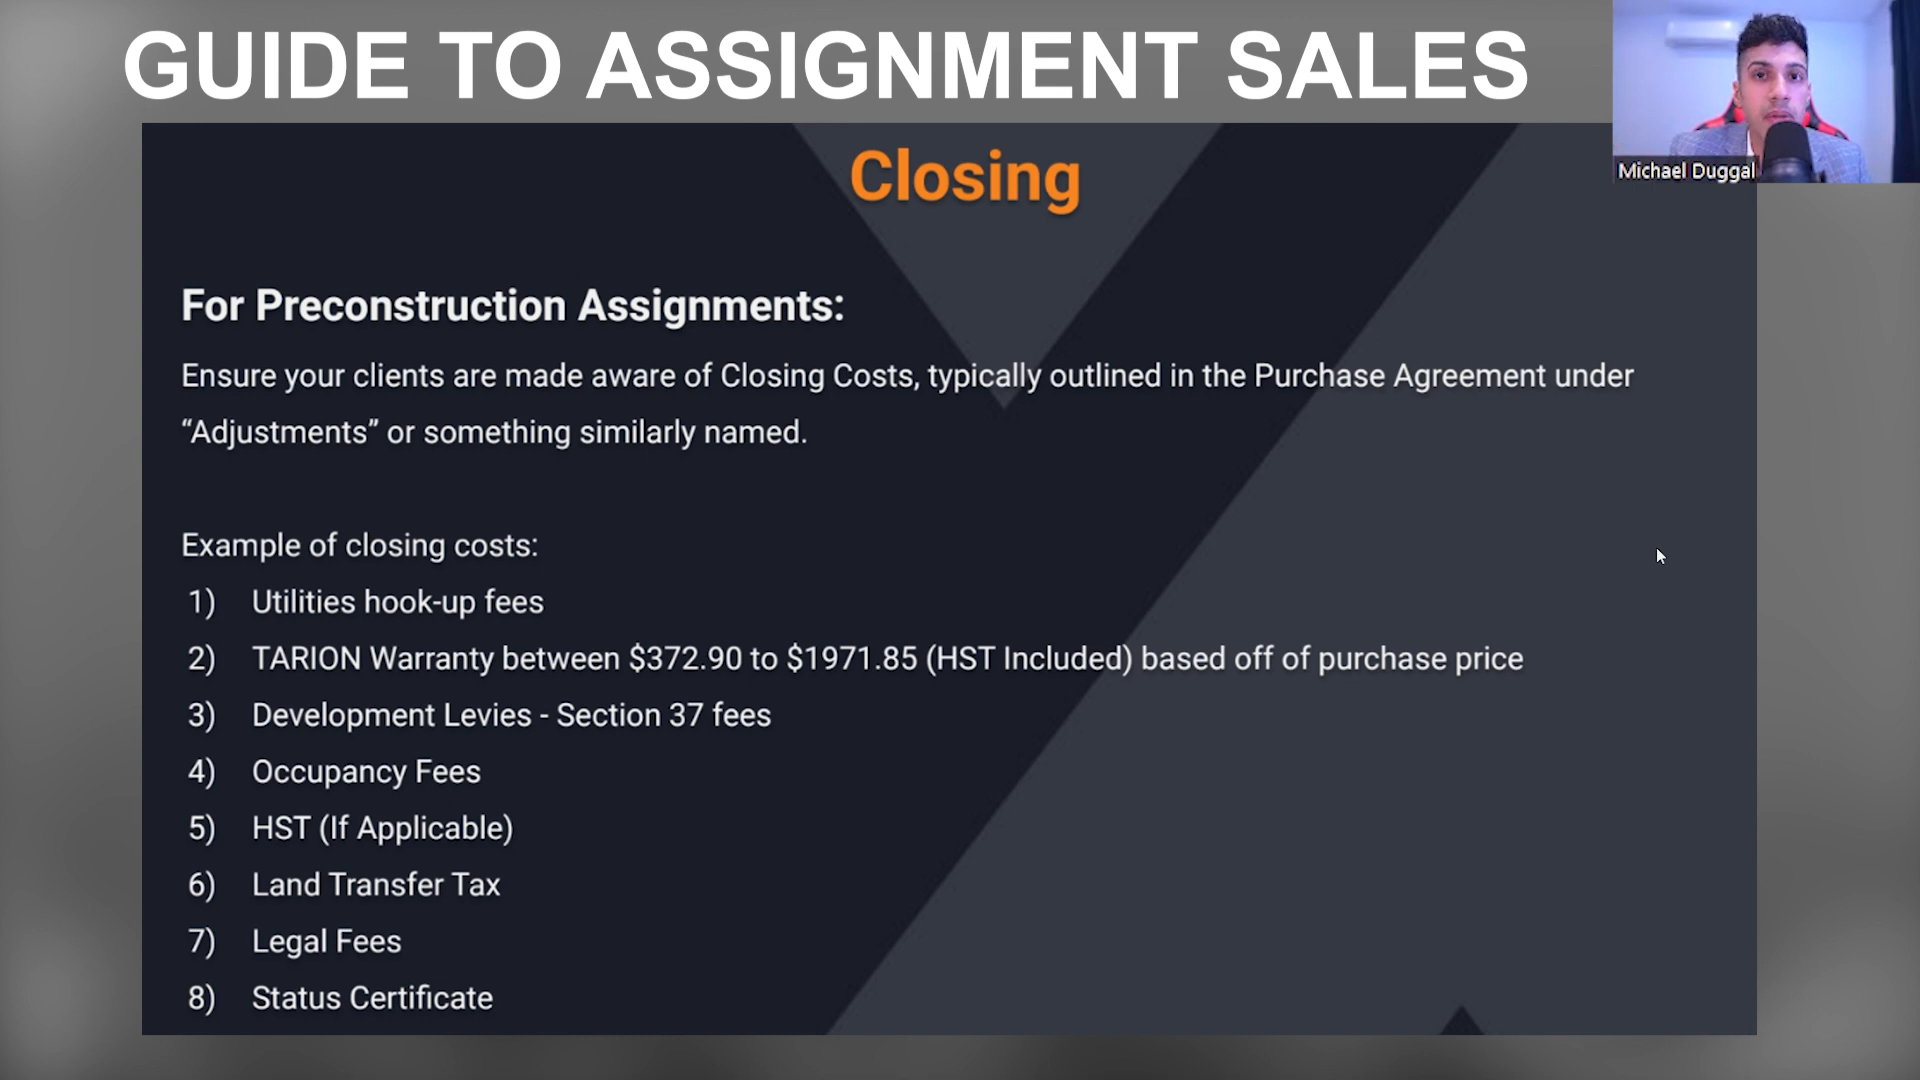 GUIDE TO ASSIGNMENT SALES
Michael Duggal
Closing
For Preconstruction Assignments:
Ensure your clients are made aware of Closing Costs, typically outlined in the Purchase Agreement under
“Adjustments” or something similarly named.
Example of closing costs:
1) Utilities hook-up fees
2) TARION Warranty between $372.90 to $1971.85 (HST Included) based off of purchase price
3) Development Levies - Section 37 fees
4) Occupancy Fees
5) HST (If Applicable)
6) Land Transfer Tax
7) Legal Fees
8) Status Certificate